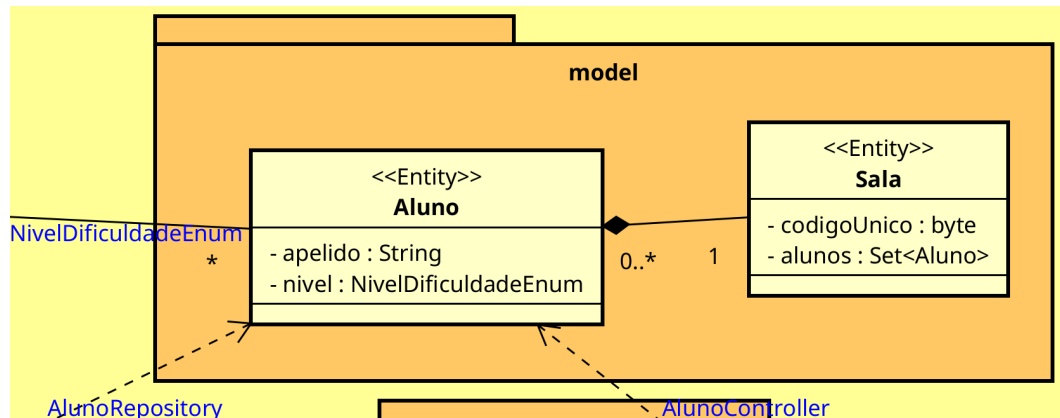 model
<<Entity>>
Aluno
- apelido : String
- nivel : NivelDificuldadeEnum
<<Entity>>
Sala
- codigoUnico : byte
- alunos : Set<Aluno>
NivelDificuldadeEnum
*
0..*
1
AlunoRepository
AlunoController